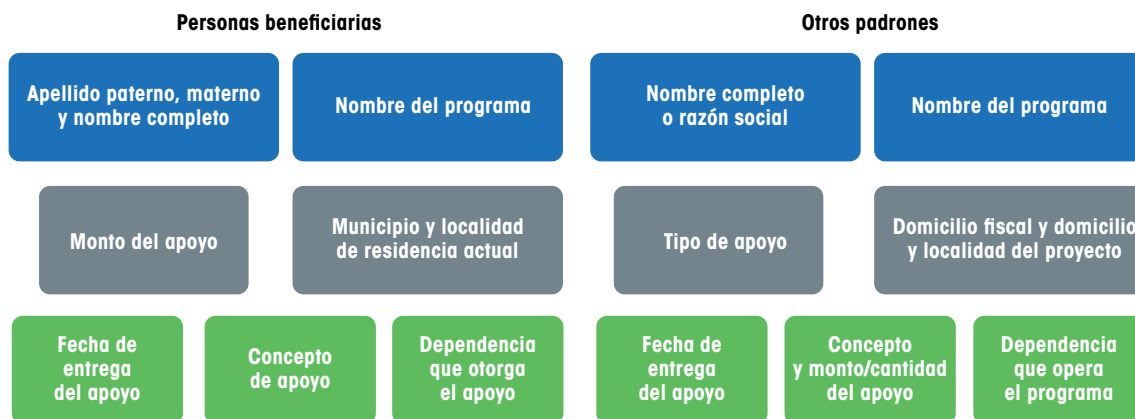 Personas beneficiarias
Apellido paterno, materno
y nombre completo
Nombre del programa
Monto del apoyo
Municipio y localidad
de residencia actual
Fecha de
entrega
del apoyo
Concepto
de apoyo
Dependencia
que otorga
el apoyo
Otros padrones
Nombre completo
o razón social
Nombre del programa
Tipo de apoyo
Domicilio fiscal y domicilio
y localidad del proyecto
Fecha de
entrega
del apoyo
Concepto
y monto/cantidad
del apoyo
Dependencia
que opera
el programa